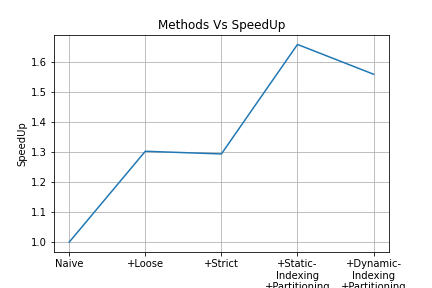 Methods Vs SpeedUp
SpeedUp
1.6
1.5
1.4
1.3
1.2
1.1
1.0
Naive
+Loose
+Strict
+Static-
Indexing
+Partitioning
+Dynamic-
Indexing
+Partitioning